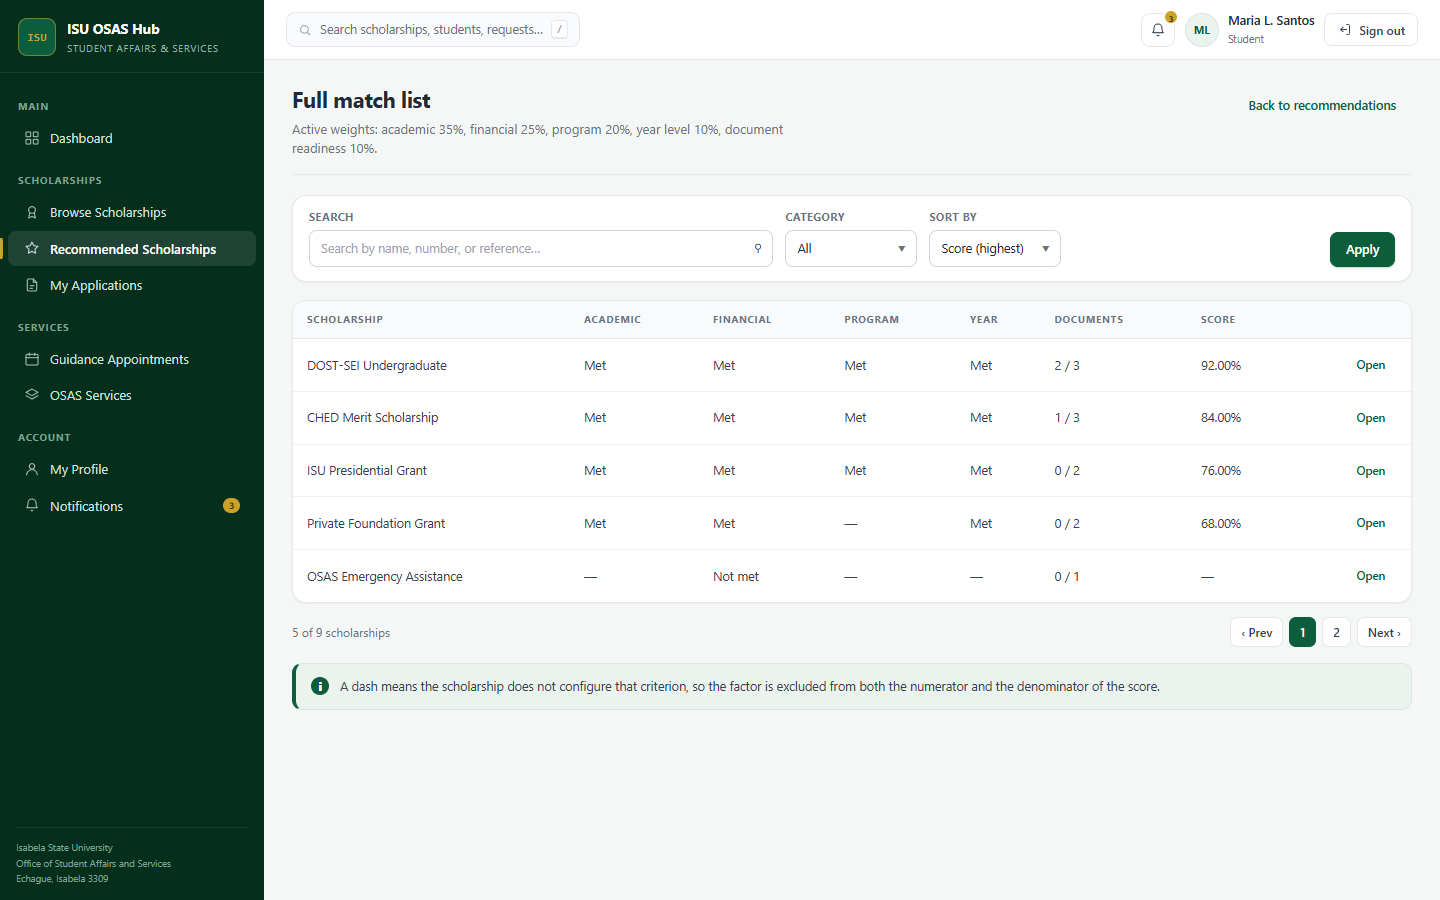 ISU
ISU OSAS Hub
STUDENT AFFAIRS & SERVICES
MAIN
Dashboard
SCHOLARSHIPS
Browse Scholarships
Recommended Scholarships
My Applications
SERVICES
Guidance Appointments
OSAS Services
ACCOUNT
My Profile
Notifications 3
Isabela State University
Office of Student Affairs and Services
Echague, Isabela 3309
Search scholarships, students, requests... /
3
ML
Maria L. Santos
Student
Sign out
Full match list
Back to recommendations
Active weights: academic 35%, financial 25%, program 20%, year level 10%, document
readiness 10%.
SEARCH CATEGORY SORT BY
Search by name, number, or reference... All Score (highest) Apply
SCHOLARSHIP ACADEMIC FINANCIAL PROGRAM YEAR DOCUMENTS SCORE
DOST-SEI Undergraduate Met Met Met Met 2 / 3 92.00% Open
CHED Merit Scholarship Met Met Met Met 1 / 3 84.00% Open
ISU Presidential Grant Met Met Met Met 0 / 2 76.00% Open
Private Foundation Grant Met Met — Met 0 / 2 68.00% Open
OSAS Emergency Assistance — Not met — — 0 / 1 — Open
5 of 9 scholarships ‹ Prev 1 2 Next ›
A dash means the scholarship does not configure that criterion, so the factor is excluded from both the numerator and the denominator of the score.